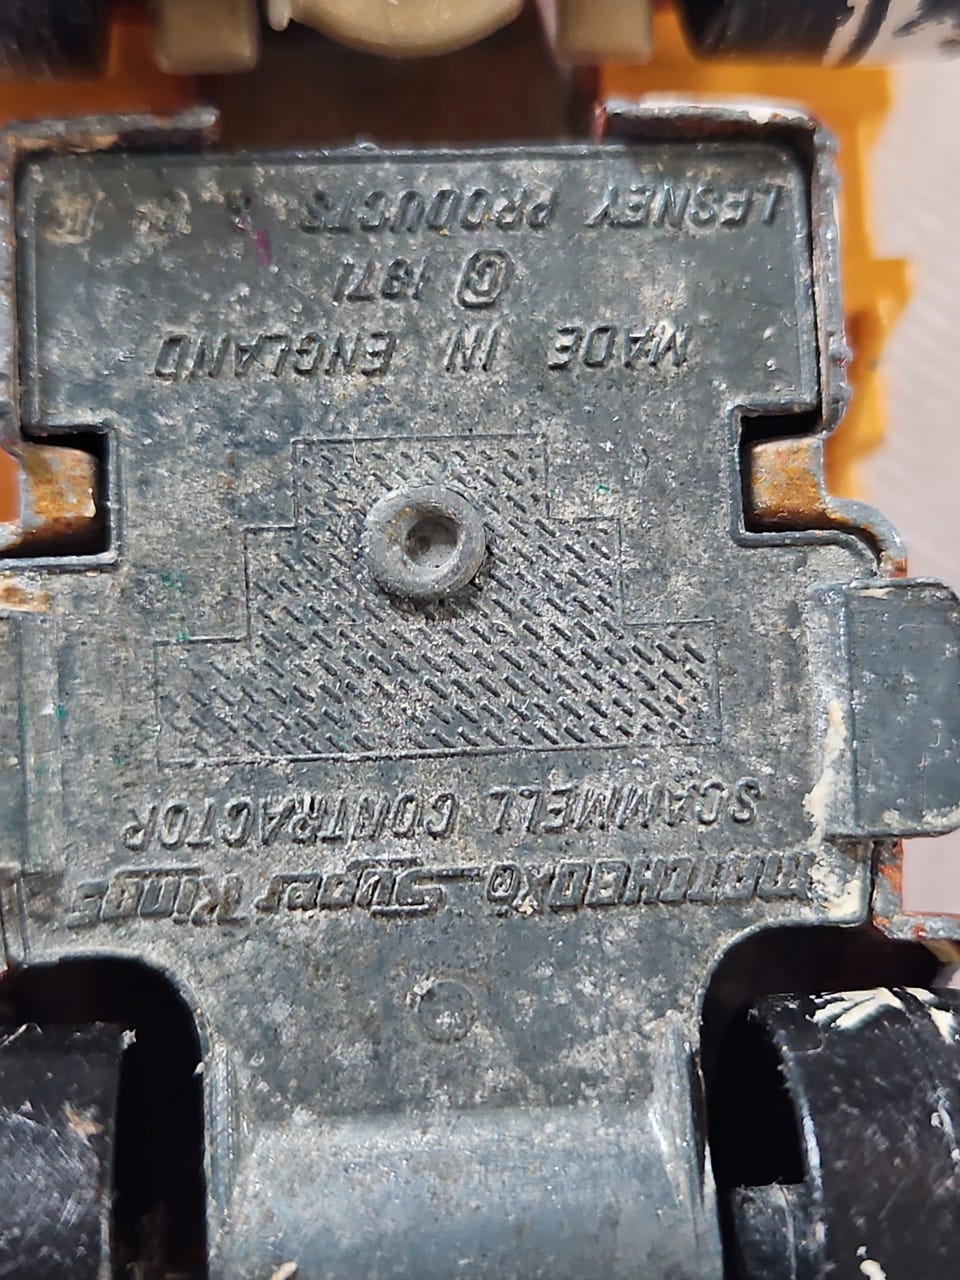 MATCHBOX® Super Kings
SCAMMELL CONTRACTOR
MADE IN ENGLAND
© 1971
LESNEY PRODUCTS &